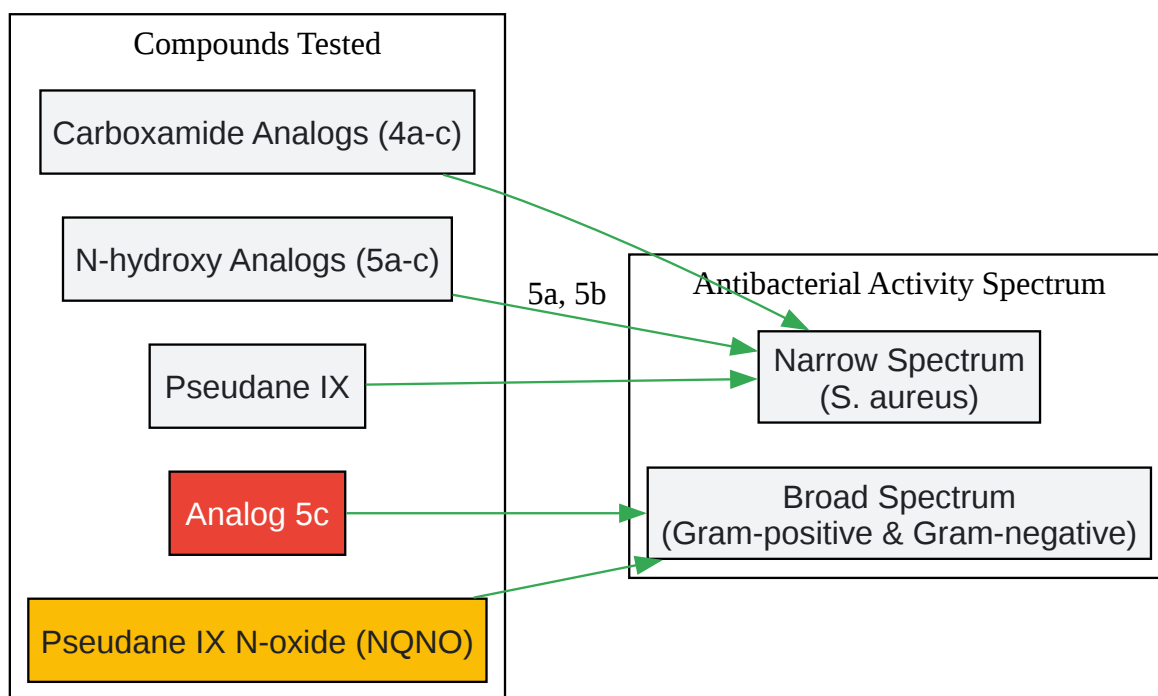 Compounds Tested
Carboxamide Analogs (4a-c)
N-hydroxy Analogs (5a-c)
Pseudane IX
Analog 5c
Pseudane IX N-oxide (NQNO)
5a, 5b
Antibacterial Activity Spectrum
Narrow Spectrum
(S. aureus)
Broad Spectrum
(Gram-positive & Gram-negative)